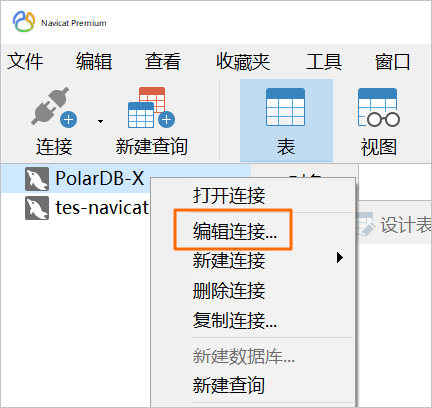 Navicat Premium
文件 编辑 查看 收藏夹 工具 窗口
连接 新建查询 表 视图
PolarDB-X
tes-navicat
打开连接
编辑连接...
设计表
新建连接
删除连接
复制连接...
新建数据库...
新建查询